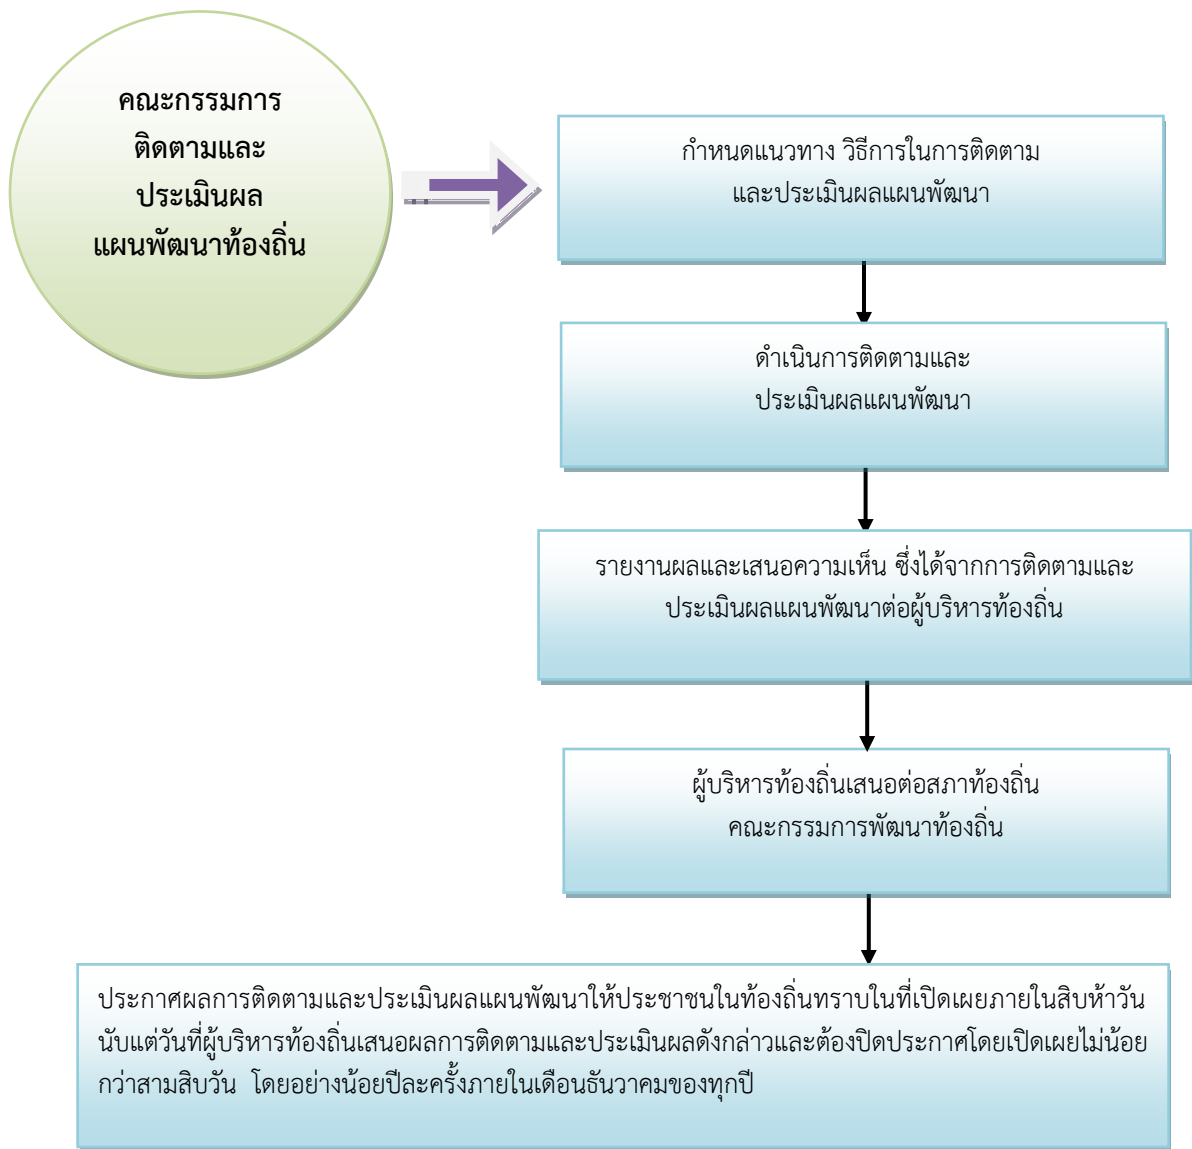 คณะกรรมการ
ติดตามและ
ประเมินผล
แผนพัฒนาท้องถิ่น
กำหนดแนวทาง วิธีการในการติดตาม
และประเมินผลแผนพัฒนา
ดำเนินการติดตามและ
ประเมินผลแผนพัฒนา
รายงานผลและเสนอความเห็น ซึ่งได้จากการติดตามและ
ประเมินผลแผนพัฒนาต่อผู้บริหารท้องถิ่น
ผู้บริหารท้องถิ่นเสนอต่อสภาท้องถิ่น
คณะกรรมการพัฒนาท้องถิ่น
ประกาศผลการติดตามและประเมินผลแผนพัฒนาให้ประชาชนในท้องถิ่นทราบในที่เปิดเผยภายในสิบห้าวัน
นับแต่วันที่ผู้บริหารท้องถิ่นเสนอผลการติดตามและประเมินผลดังกล่าวและต้องปิดประกาศโดยเปิดเผยไม่น้อย
กว่าสามสิบวัน โดยอย่างน้อยปีละครั้งภายในเดือนธันวาคมของทุกปี